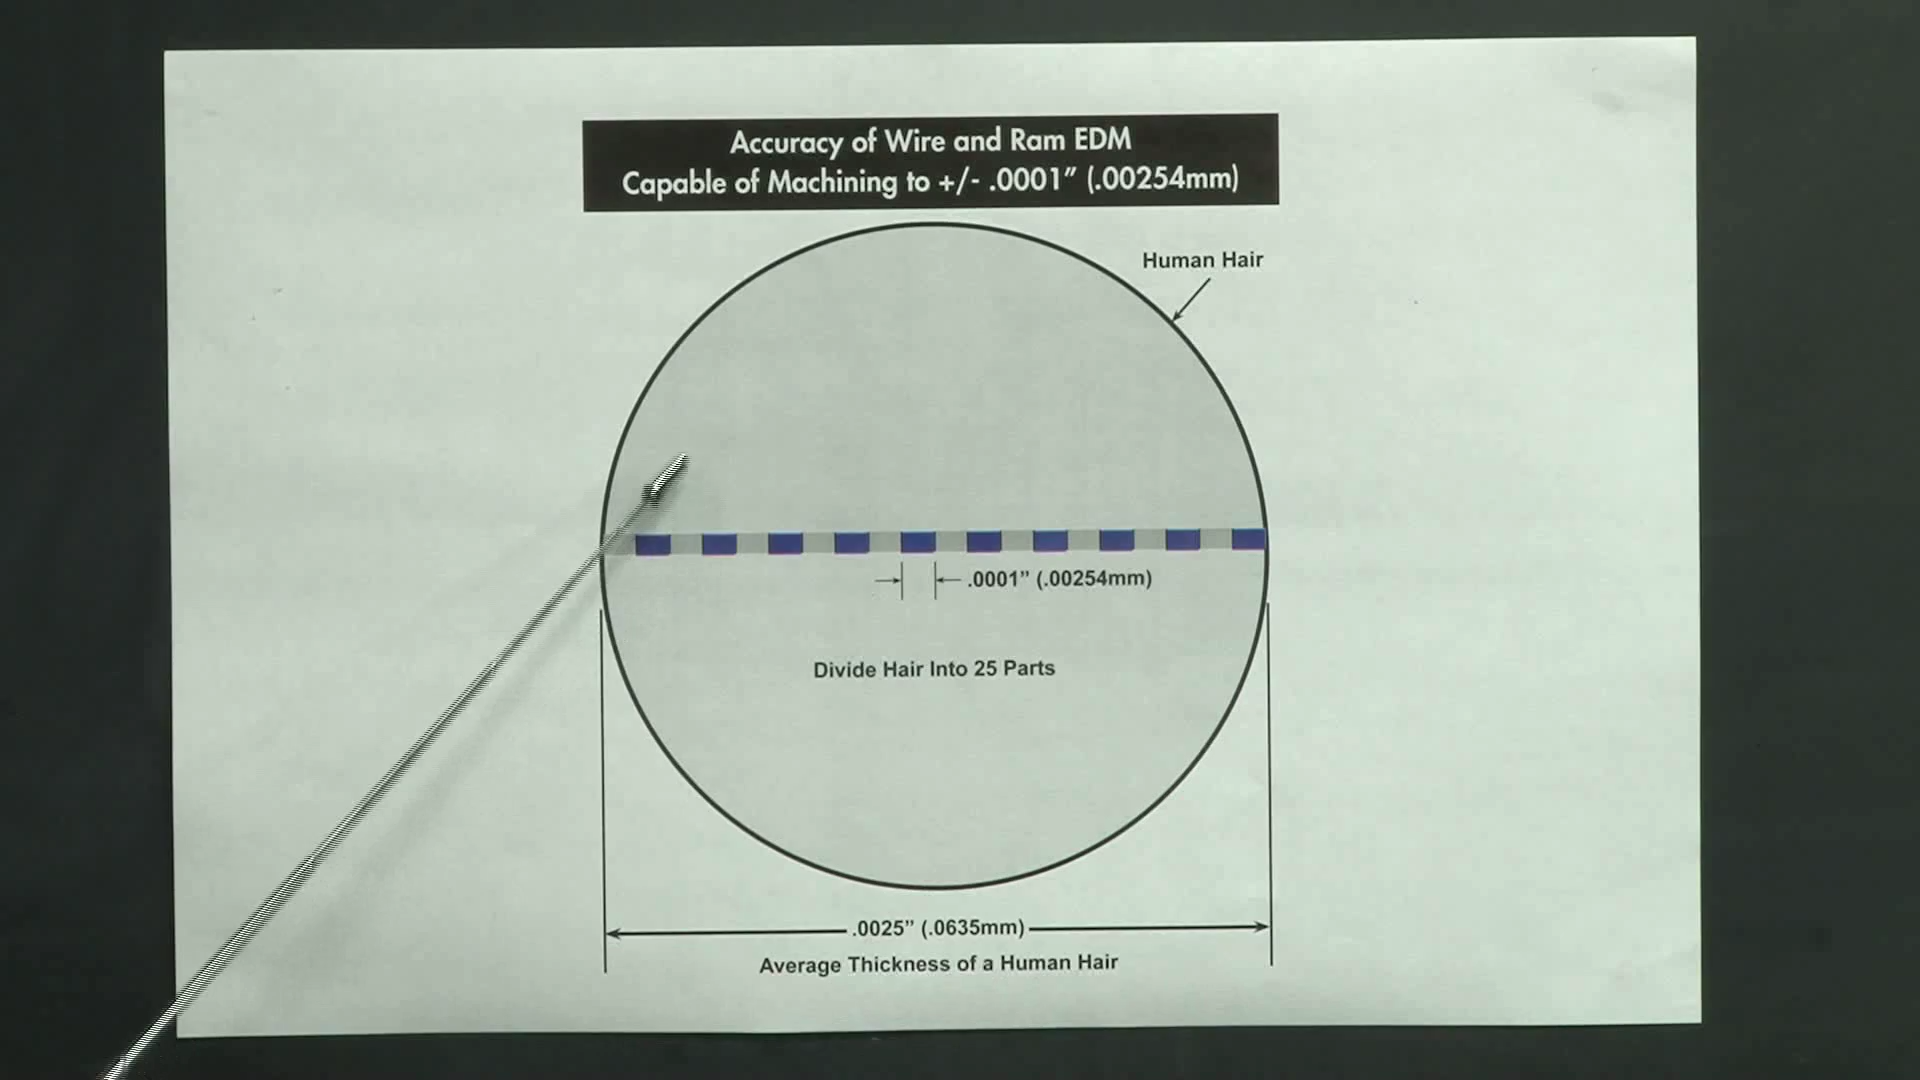 Accuracy of Wire and Ram EDM
Capable of Machining to +/- .0001” (.00254mm)
Human Hair
.0001” (.00254mm)
Divide Hair Into 25 Parts
.0025” (.0635mm)
Average Thickness of a Human Hair